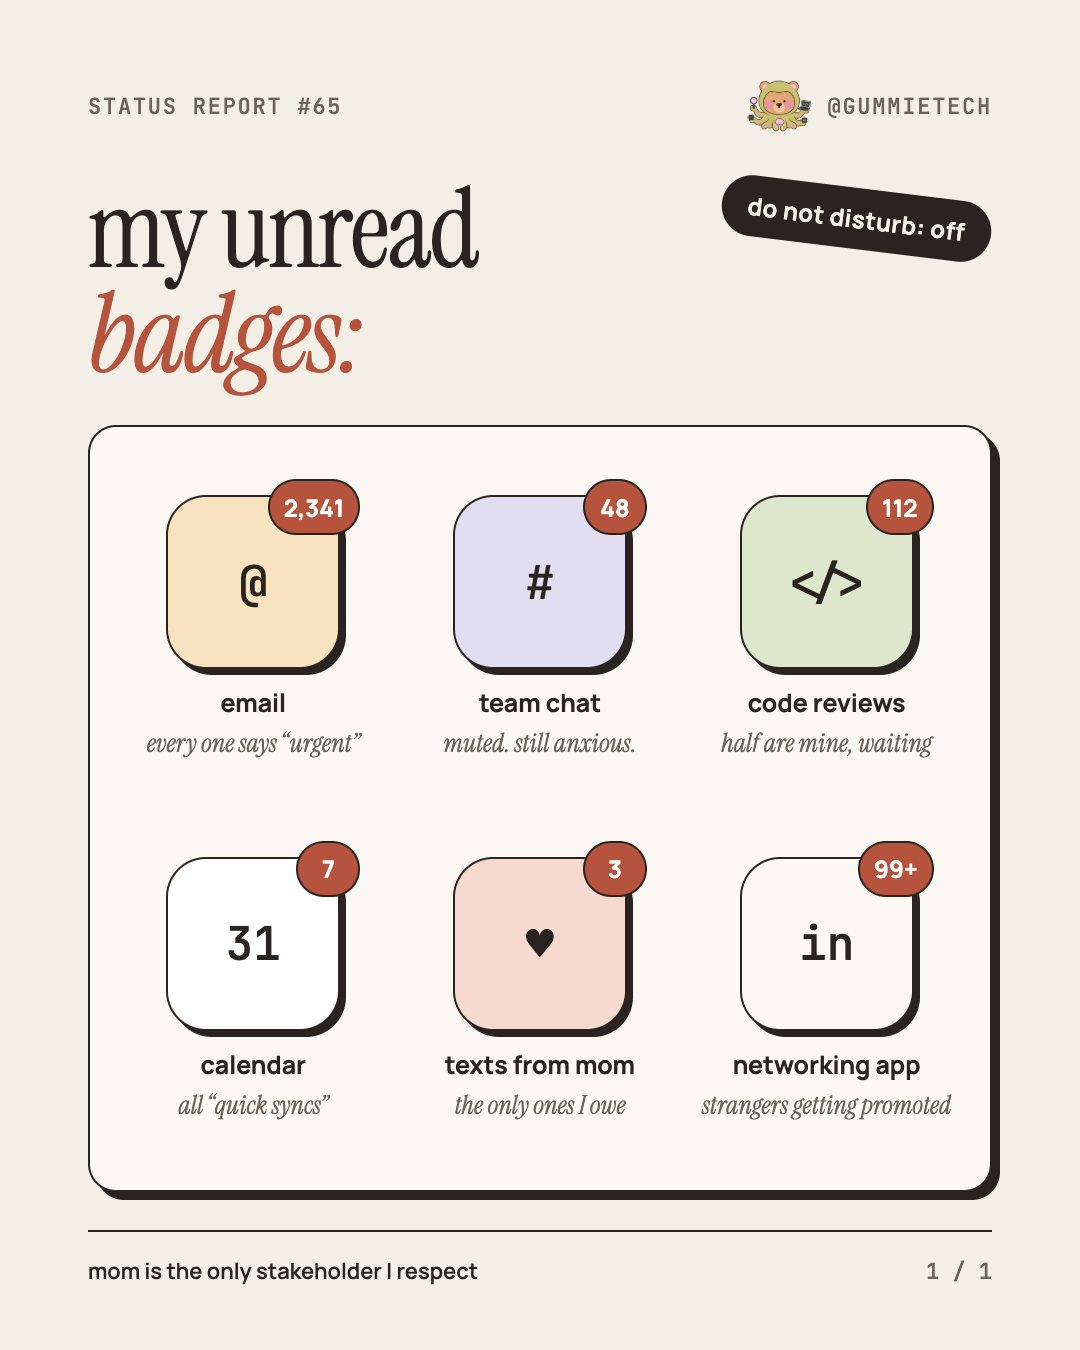 STATUS REPORT #65
@GUMMIETECH
my unread
badges:
do not disturb: off
2,341
@
email
every one says “urgent”
48
#
team chat
muted. still anxious.
112
</>
code reviews
half are mine, waiting
7
31
calendar
all “quick syncs”
3
♥
texts from mom
the only ones I owe
99+
in
networking app
strangers getting promoted
mom is the only stakeholder I respect
1 / 1